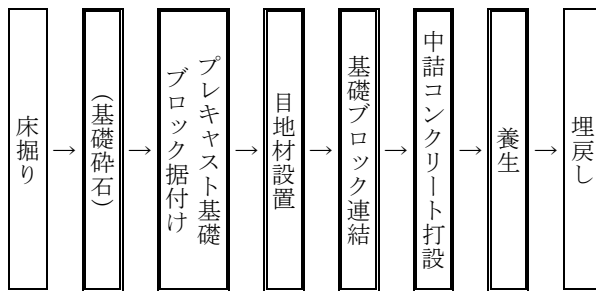 床掘り
→
（基礎砕石）
→
プレキャスト基礎
ブロック据付け
→
目地材設置
→
基礎ブロック連結
→
中詰コンクリート打設
→
養生
→
埋戻し